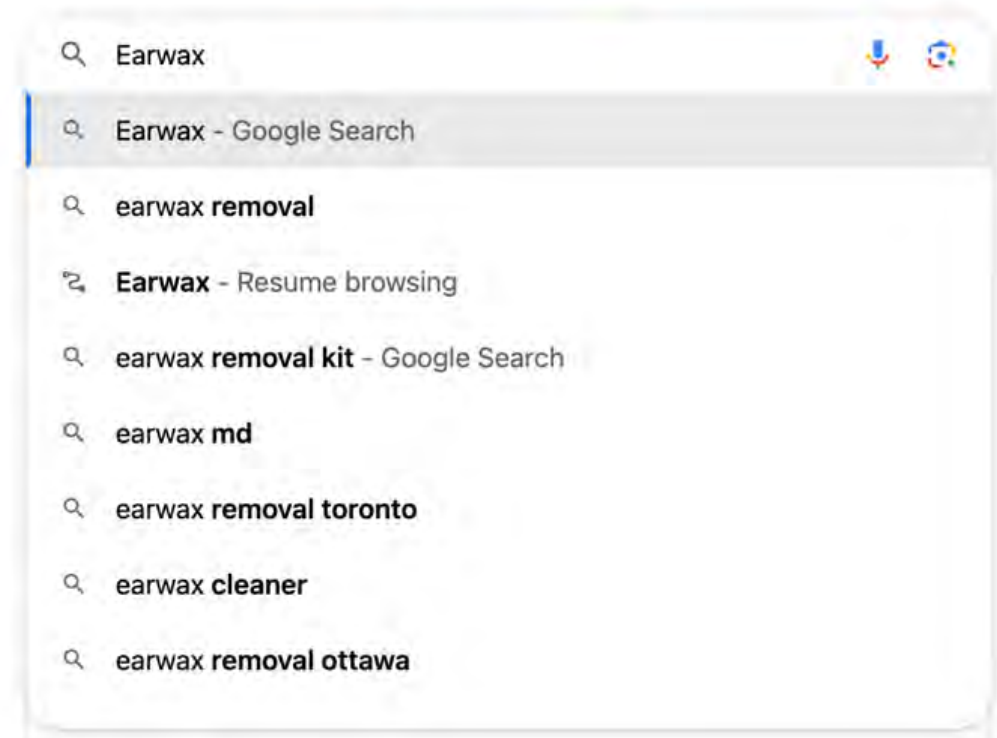 Earwax
Earwax - Google Search
earwax removal
Earwax - Resume browsing
earwax removal kit - Google Search
earwax md
earwax removal toronto
earwax cleaner
earwax removal ottawa